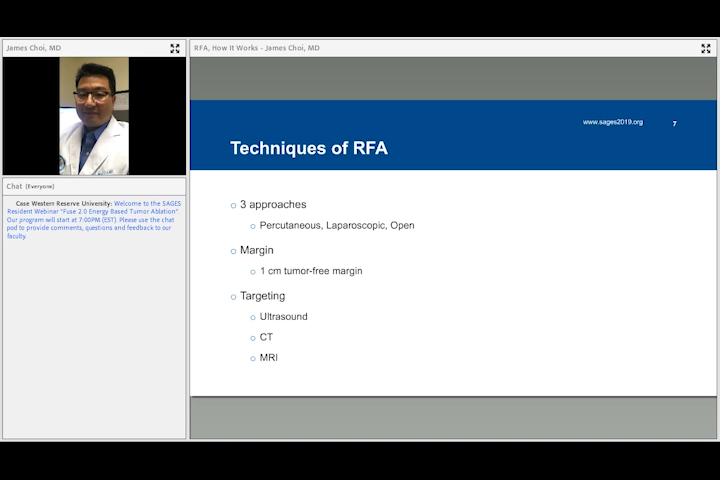 James Choi, MD
RFA, How It Works - James Choi, MD
Chat (Everyone)
Case Western Reserve University: Welcome to the SAGES
Resident Webinar "Fuse 2.0 Energy Based Tumor Ablation".
Our program will start at 7:00PM (EST). Please use the chat
pod to provide comments, questions and feedback to our
faculty.
www.sages2019.org
7
Techniques of RFA
3 approaches
Percutaneous, Laparoscopic, Open
Margin
1 cm tumor-free margin
Targeting
Ultrasound
CT
MRI